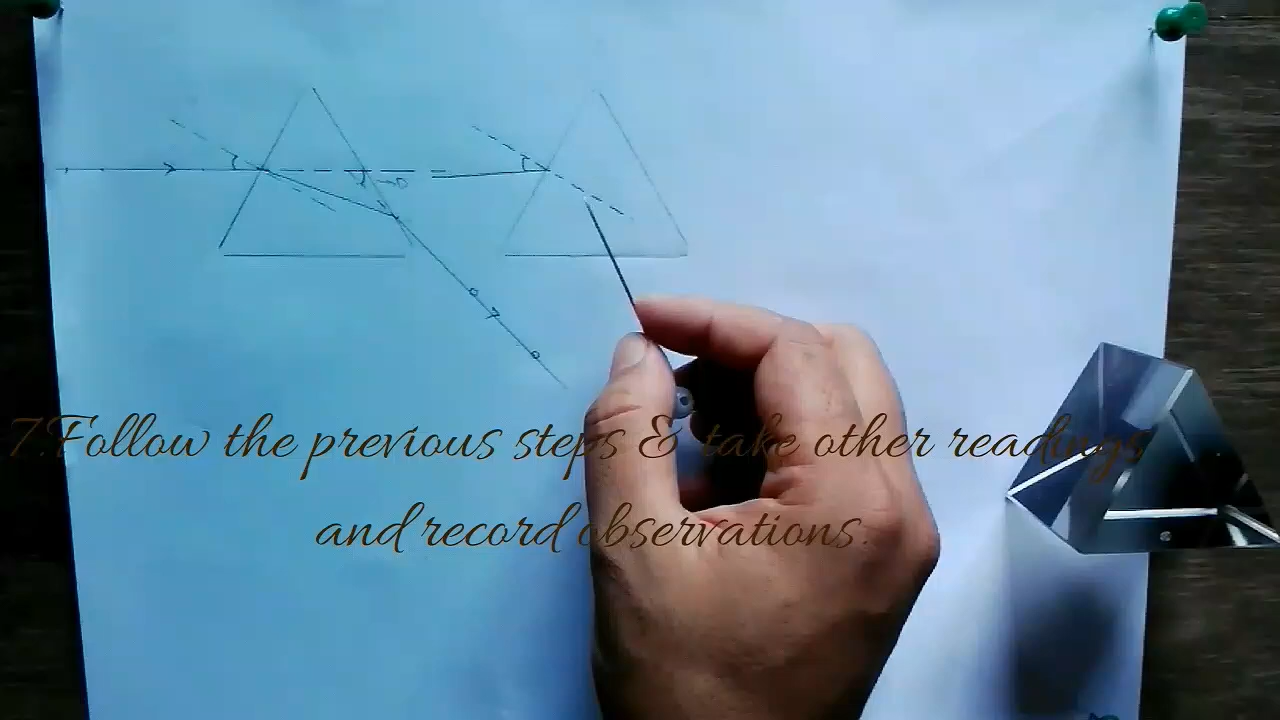 7.Follow the previous steps & take other readings
and record observations.